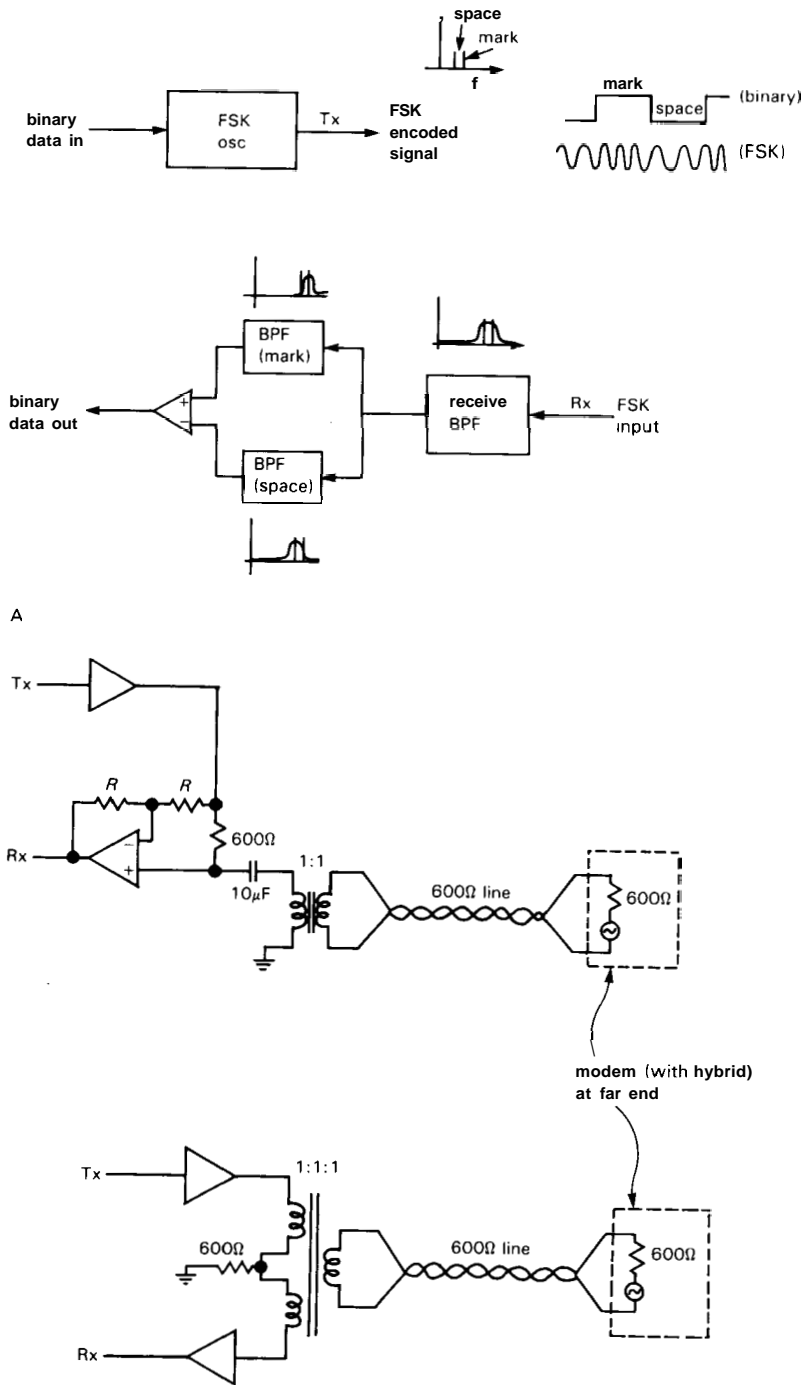 space
mark
f
binary
data in
FSK
osc
Tx
FSK
encoded
signal
mark
space
(binary)
(FSK)
BPF
(mark)
binary
data out
+
−
receive
BPF
Rx
FSK
input
BPF
(space)
A
Tx
R
R
600Ω
Rx
−
+
10μF
1:1
600Ω line
600Ω
modem (with hybrid)
at far end
Tx
1:1:1
600Ω
600Ω line
600Ω
Rx